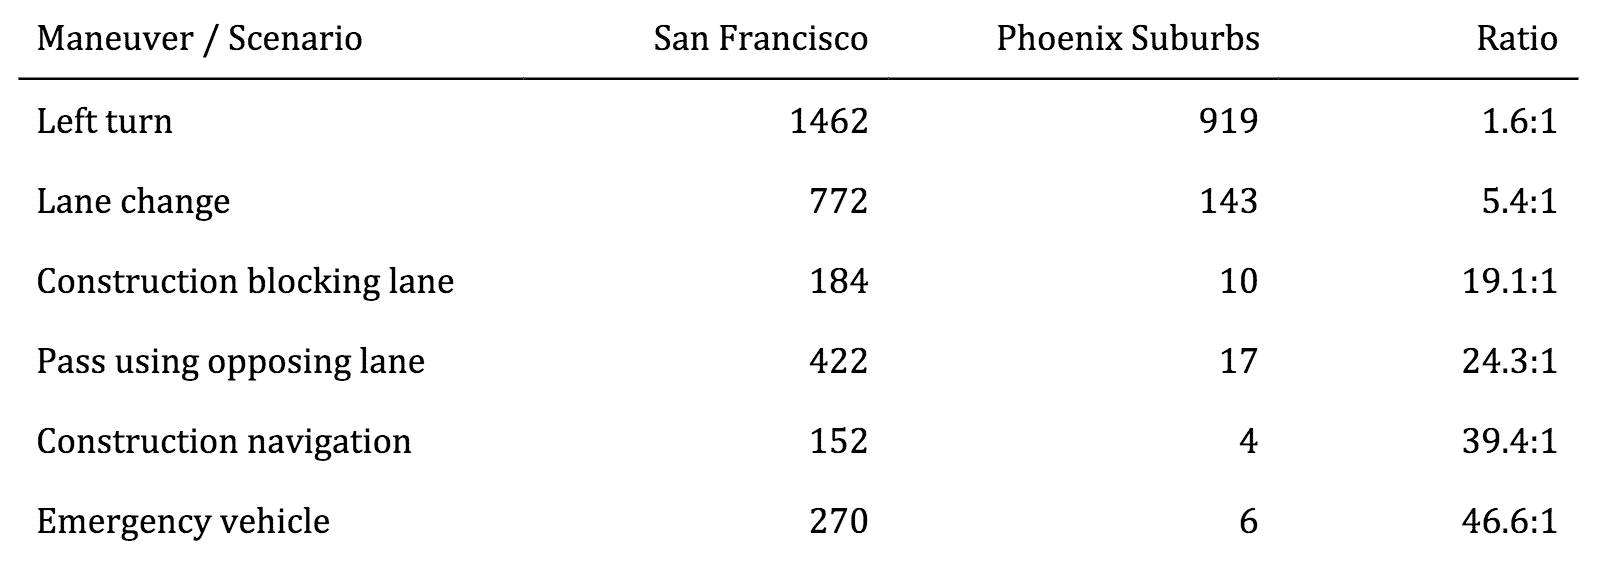 Maneuver / Scenario San Francisco Phoenix Suburbs Ratio
Left turn 1462 919 1.6:1
Lane change 772 143 5.4:1
Construction blocking lane 184 10 19.1:1
Pass using opposing lane 422 17 24.3:1
Construction navigation 152 4 39.4:1
Emergency vehicle 270 6 46.6:1